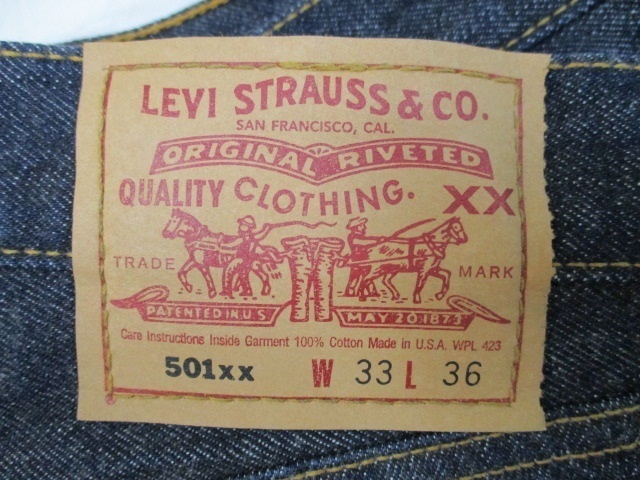 LEVI STRAUSS & CO.
SAN FRANCISCO, CAL.
ORIGINAL RIVETED
QUALITY CLOTHING. XX
TRADE MARK
PATENTED IN U.S. MAY 20.1873
Care Instructions Inside Garment 100% Cotton Made in U.S.A. WPL 423
501xx W 33 L 36